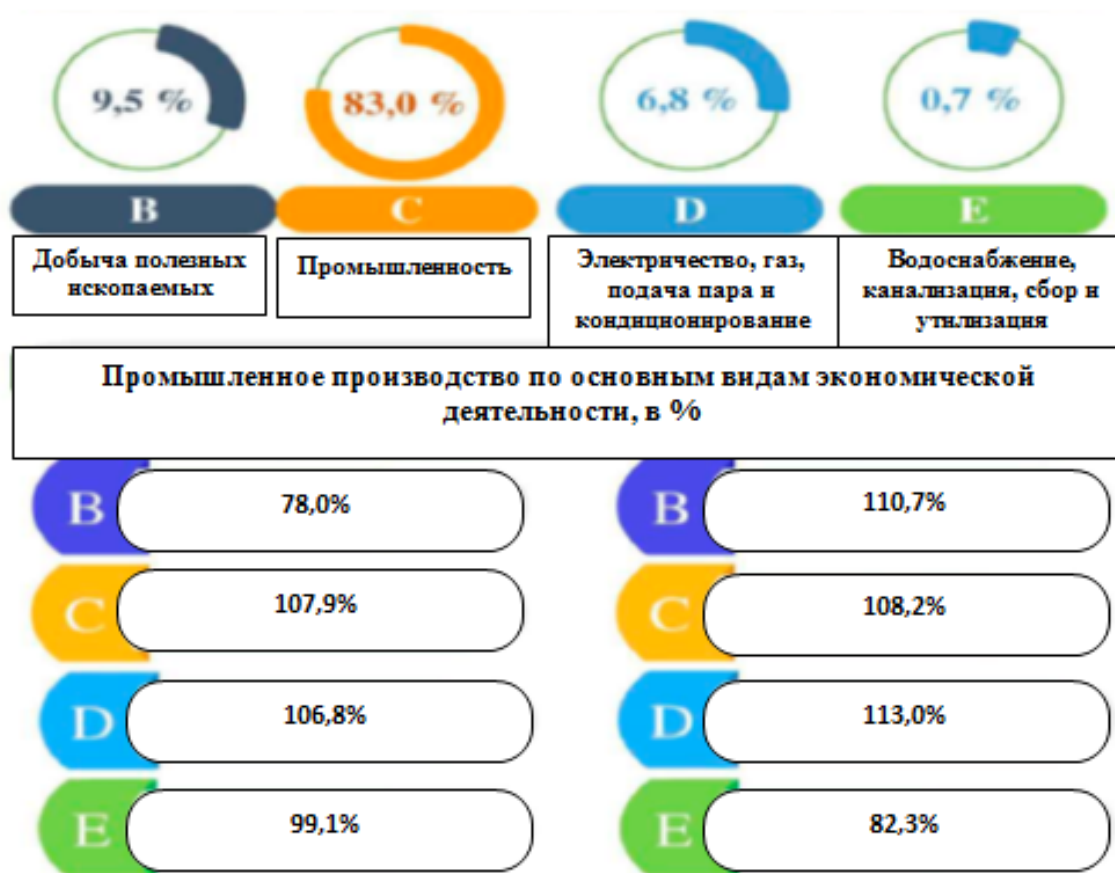 9,5 %
83,0 %
6,8 %
0,7 %
B
C
D
E
Добыча полезных
ископаемых
Промышленность
Электричество, газ,
подача пара и
кондиционирование
Водоснабжение,
канализация, сбор и
утилизация
Промышленное производство по основным видам экономической
деятельности, в %
B 78,0%
B 110,7%
C 107,9%
C 108,2%
D 106,8%
D 113,0%
E 99,1%
E 82,3%